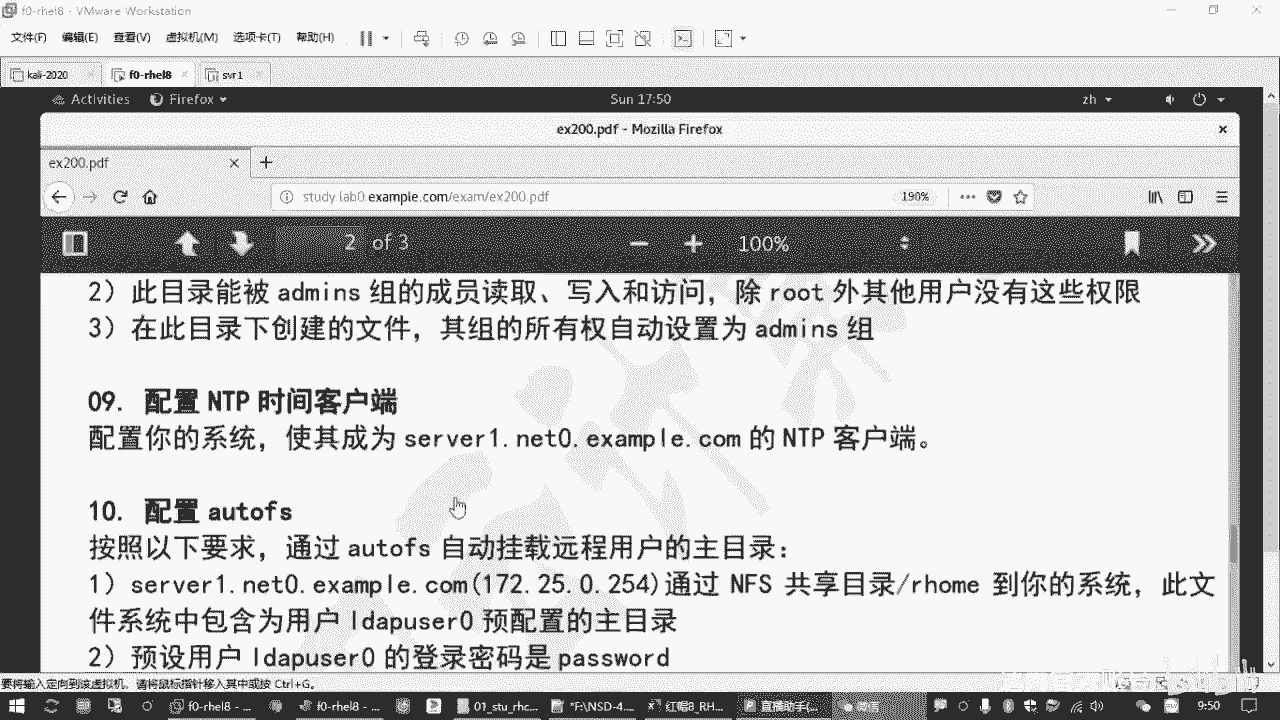 f0-rhel8 - VMware Workstation
文件(F) 编辑(E) 查看(V) 虚拟机(M) 选项卡(T) 帮助(H)
kali-2020 f0-rhel8 svr1
Activities Firefox Sun 17:50 zh
ex200.pdf - Mozilla Firefox
ex200.pdf
study.lab0.example.com/exam/ex200.pdf 190%
2 of 3 100%
2）此目录能被 admins 组的成员读取、写入和访问，除 root 外其他用户没有这些权限
3）在此目录下创建的文件，其组的所有权自动设置为 admins 组
09. 配置 NTP 时间客户端
配置你的系统，使其成为 server1.net0.example.com 的 NTP 客户端。
10. 配置 autofs
按照以下要求，通过 autofs 自动挂载远程用户的主目录：
1）server1.net0.example.com(172.25.0.254)通过 NFS 共享目录/rhome 到你的系统，此文
件系统中包含为用户 ldapuser0 预配置的主目录
2）预设用户 ldapuser0 的登录密码是 password
要将输入定向到该虚拟机，请将鼠标指针移入其中或按 Ctrl+G。
f0-rhel8 -... f0-rhel8 -... 01_stu_rhc... *F:\NSD-4... 红帽8_RH... 直播助手(... 微信 9:50